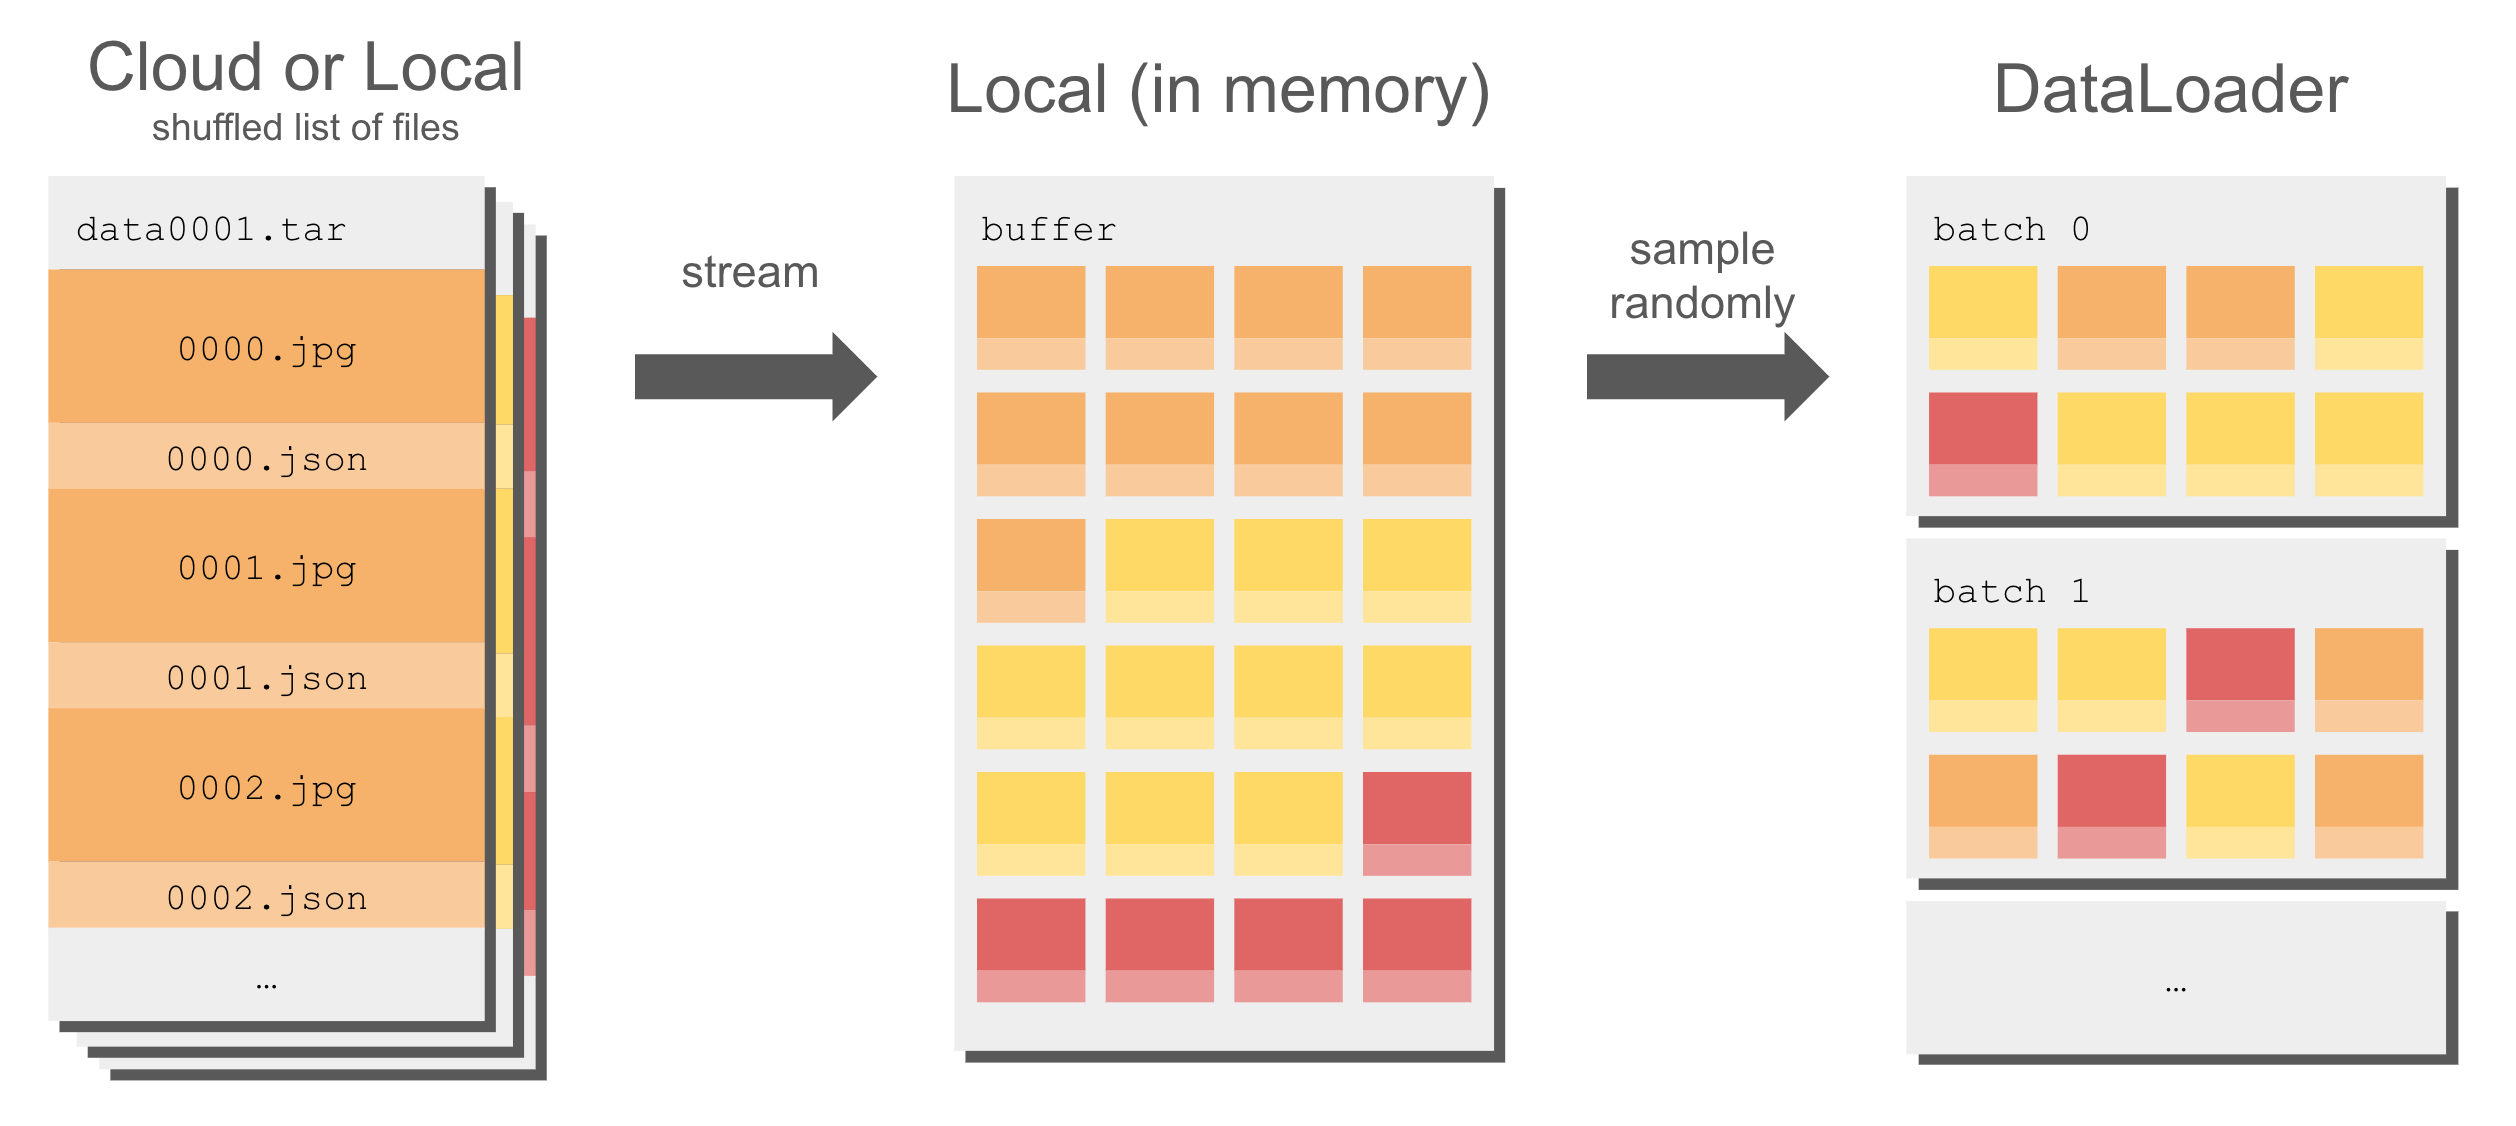 Cloud or Local
shuffled list of files
data0001.tar
0000.jpg
0000.json
0001.jpg
0001.json
0002.jpg
0002.json
…
stream
Local (in memory)
buffer
sample
randomly
DataLoader
batch 0
batch 1
…